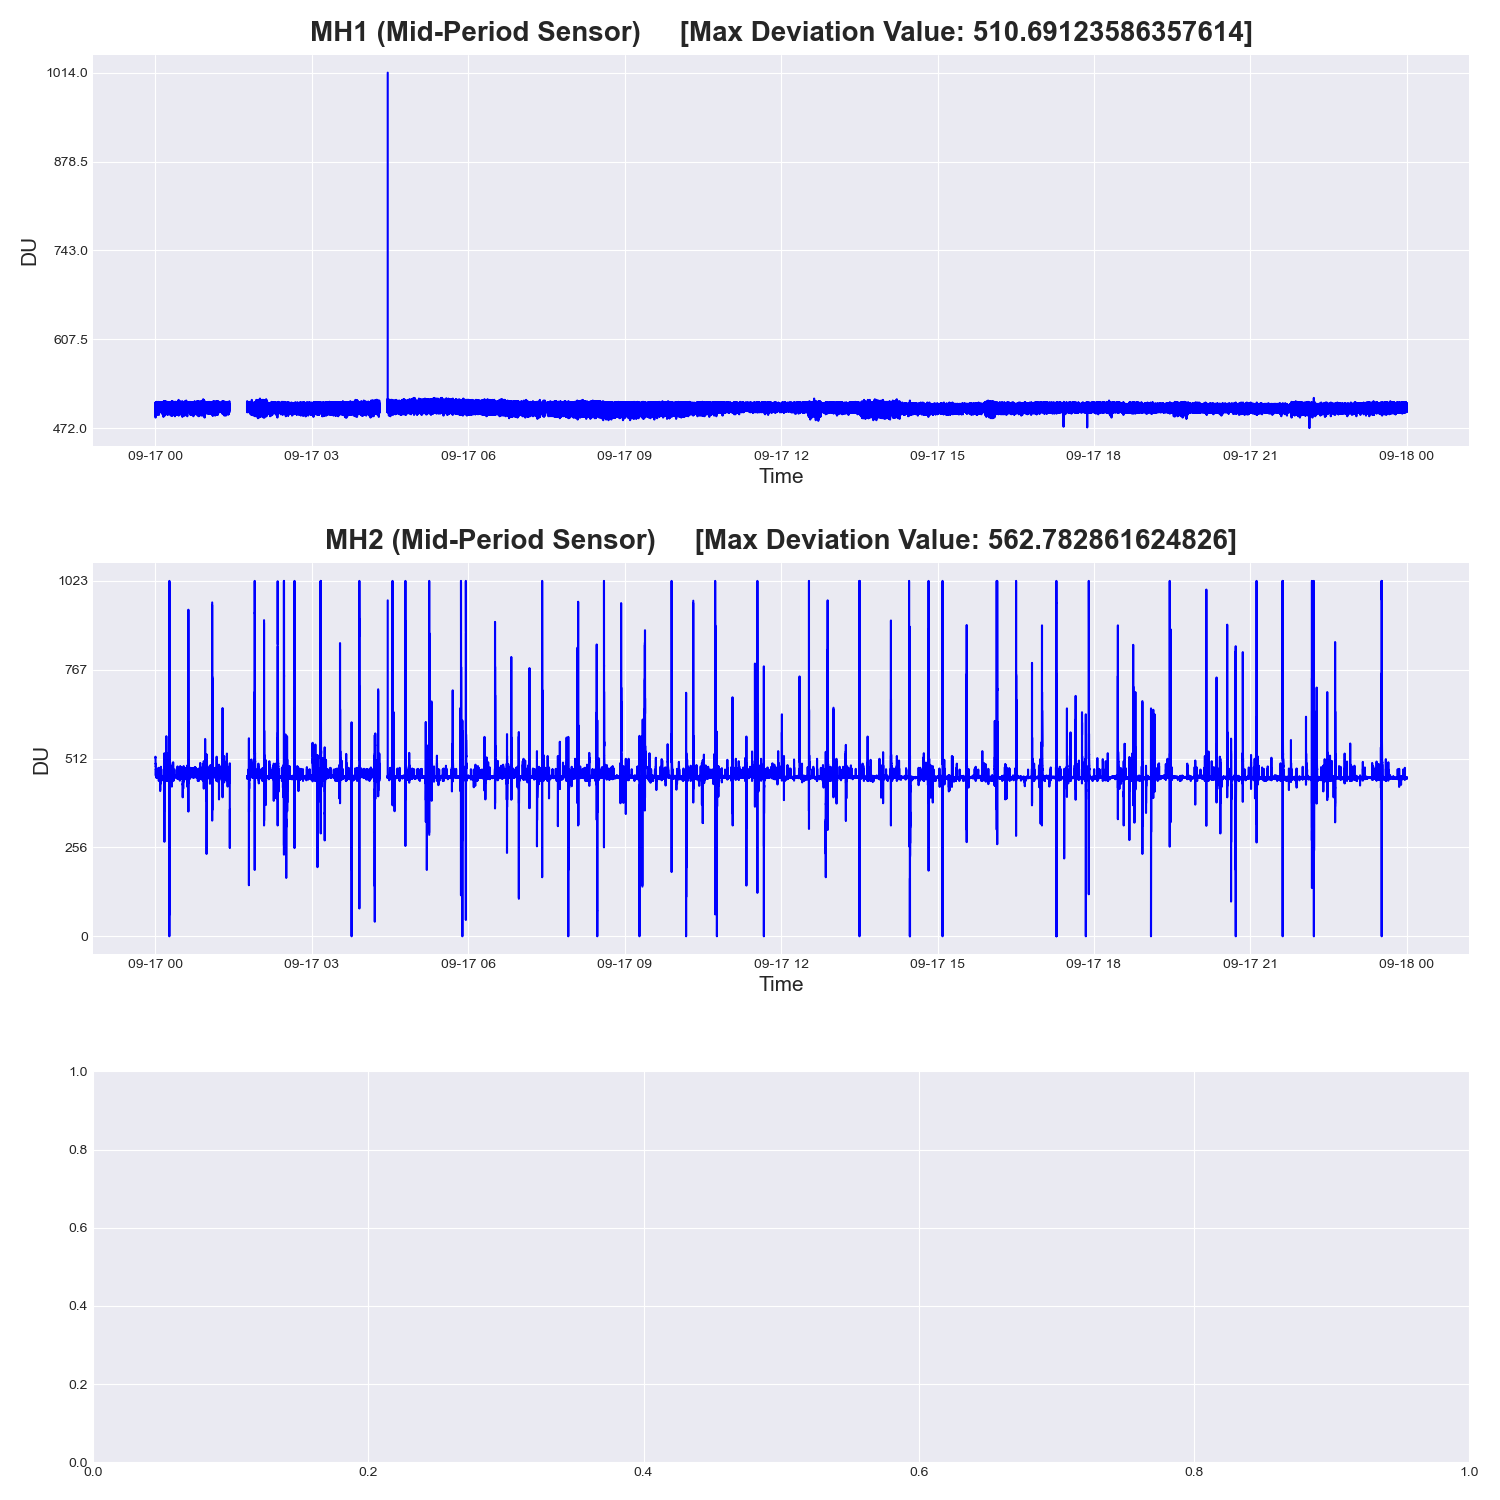 MH1 (Mid-Period Sensor) [Max Deviation Value: 510.69123586357614]
1014.0
878.5
743.0
607.5
472.0
DU
09-17 00 09-17 03 09-17 06 09-17 09 09-17 12 09-17 15 09-17 18 09-17 21 09-18 00
Time
MH2 (Mid-Period Sensor) [Max Deviation Value: 562.782861624826]
1023
767
512
256
0
DU
09-17 00 09-17 03 09-17 06 09-17 09 09-17 12 09-17 15 09-17 18 09-17 21 09-18 00
Time
1.0
0.8
0.6
0.4
0.2
0.0
0.0 0.2 0.4 0.6 0.8 1.0